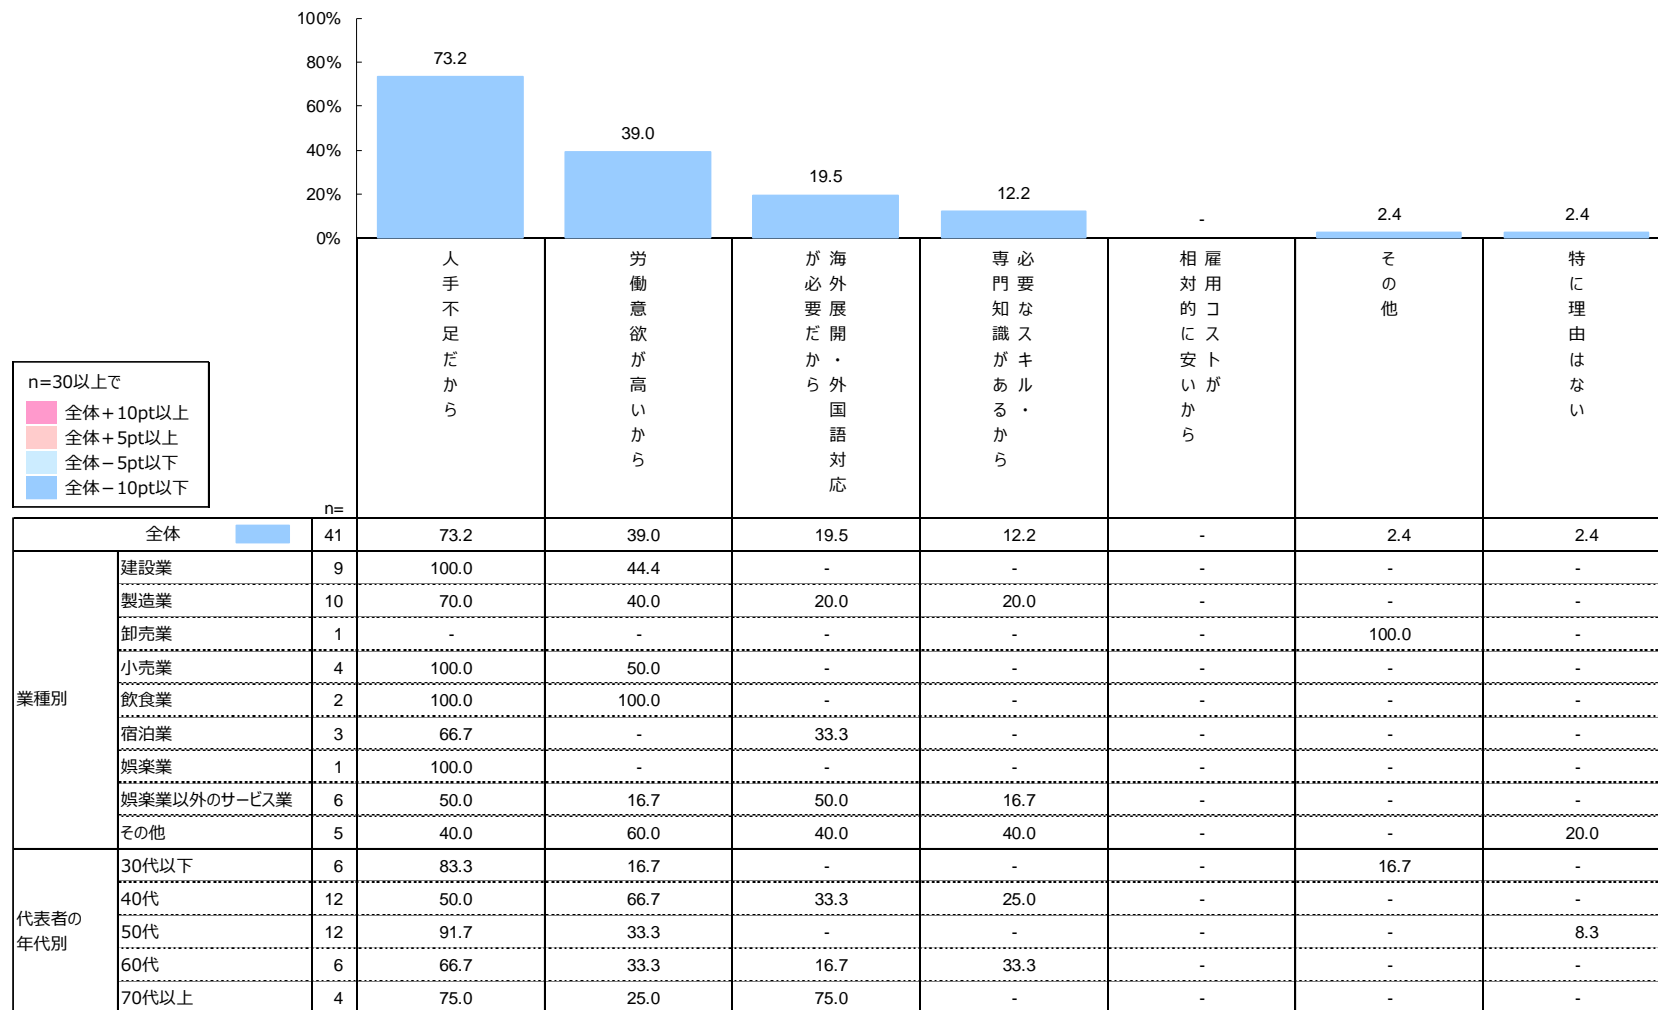 100%
80%
60%
40%
20%
0%
73.2
39.0
19.5
12.2
-
2.4
2.4
人手不足だから
労働意欲が高いから
海外展開・外国語対応
が必要だから
必要なスキル・
専門知識があるから
雇用コストが
相対的に安いから
その他
特に理由はない
n=30以上で
全体+10pt以上
全体+5pt以上
全体-5pt以下
全体-10pt以下
n=
全体 41 73.2 39.0 19.5 12.2 - 2.4 2.4
業種別
建設業 9 100.0 44.4 - - - - -
製造業 10 70.0 40.0 20.0 20.0 - - -
卸売業 1 - - - - - 100.0 -
小売業 4 100.0 50.0 - - - - -
飲食業 2 100.0 100.0 - - - - -
宿泊業 3 66.7 - 33.3 - - - -
娯楽業 1 100.0 - - - - - -
娯楽業以外のサービス業 6 50.0 16.7 50.0 16.7 - - -
その他 5 40.0 60.0 40.0 40.0 - - 20.0
代表者の
年代別
30代以下 6 83.3 16.7 - - - 16.7 -
40代 12 50.0 66.7 33.3 25.0 - - -
50代 12 91.7 33.3 - - - - 8.3
60代 6 66.7 33.3 16.7 33.3 - - -
70代以上 4 75.0 25.0 75.0 - - - -